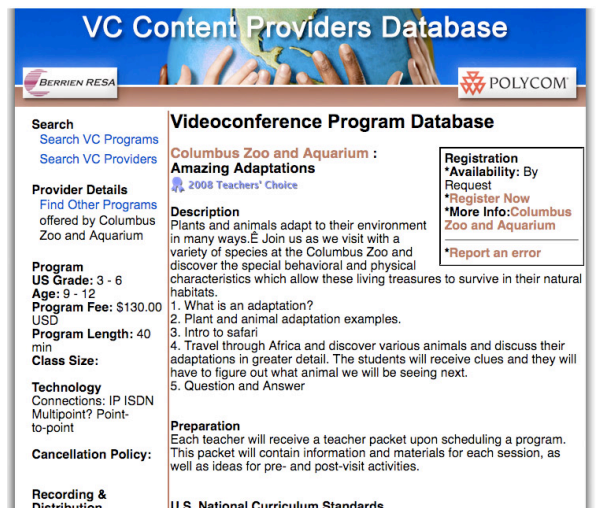 VC Content Providers Database
BERRIEN RESA
POLYCOM
Search
Search VC Programs
Search VC Providers
Provider Details
Find Other Programs
offered by Columbus
Zoo and Aquarium
Program
US Grade: 3 - 6
Age: 9 - 12
Program Fee: $130.00
USD
Program Length: 40
min
Class Size:
Technology
Connections: IP ISDN
Multipoint? Point-
to-point
Cancellation Policy:
Recording &
Distribution
Videoconference Program Database
Columbus Zoo and Aquarium :
Amazing Adaptations
2008 Teachers' Choice
Registration
*Availability: By
Request
*Register Now
*More Info:Columbus
Zoo and Aquarium
*Report an error
Description
Plants and animals adapt to their environment
in many ways.Ê Join us as we visit with a
variety of species at the Columbus Zoo and
discover the special behavioral and physical
characteristics which allow these living treasures to survive in their natural
habitats.
1. What is an adaptation?
2. Plant and animal adaptation examples.
3. Intro to safari
4. Travel through Africa and discover various animals and discuss their
adaptations in greater detail. The students will receive clues and they will
have to figure out what animal we will be seeing next.
5. Question and Answer
Preparation
Each teacher will receive a teacher packet upon scheduling a program.
This packet will contain information and materials for each session, as
well as ideas for pre- and post-visit activities.
U.S. National Curriculum Standards